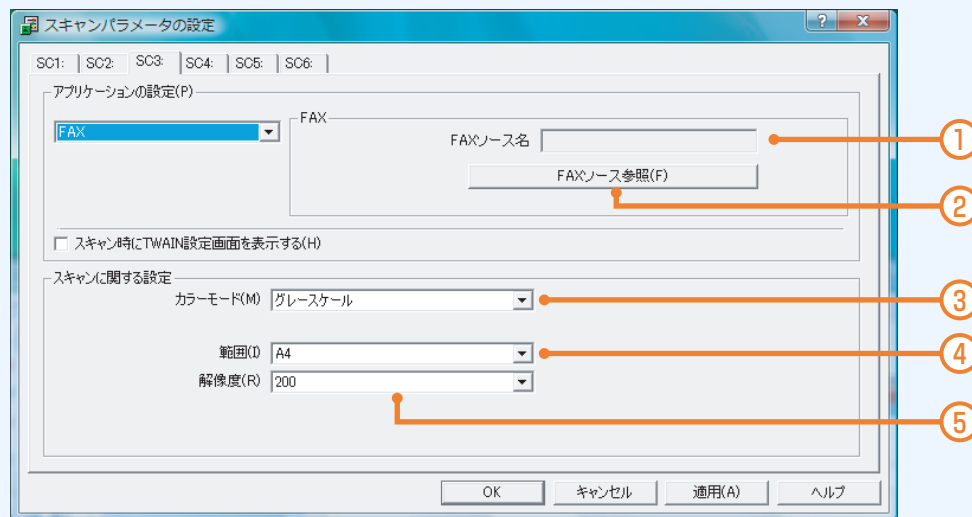 スキャンパラメータの設定
? X
SC1: SC2: SC3: SC4: SC5: SC6:
アプリケーションの設定(P)
FAX
FAX
FAXソース名
①
FAXソース参照(F)
②
スキャン時にTWAIN設定画面を表示する(H)
スキャンに関する設定
カラーモード(M) グレースケール
③
範囲(I) A4
④
解像度(R) 200
⑤
OK キャンセル 適用(A) ヘルプ